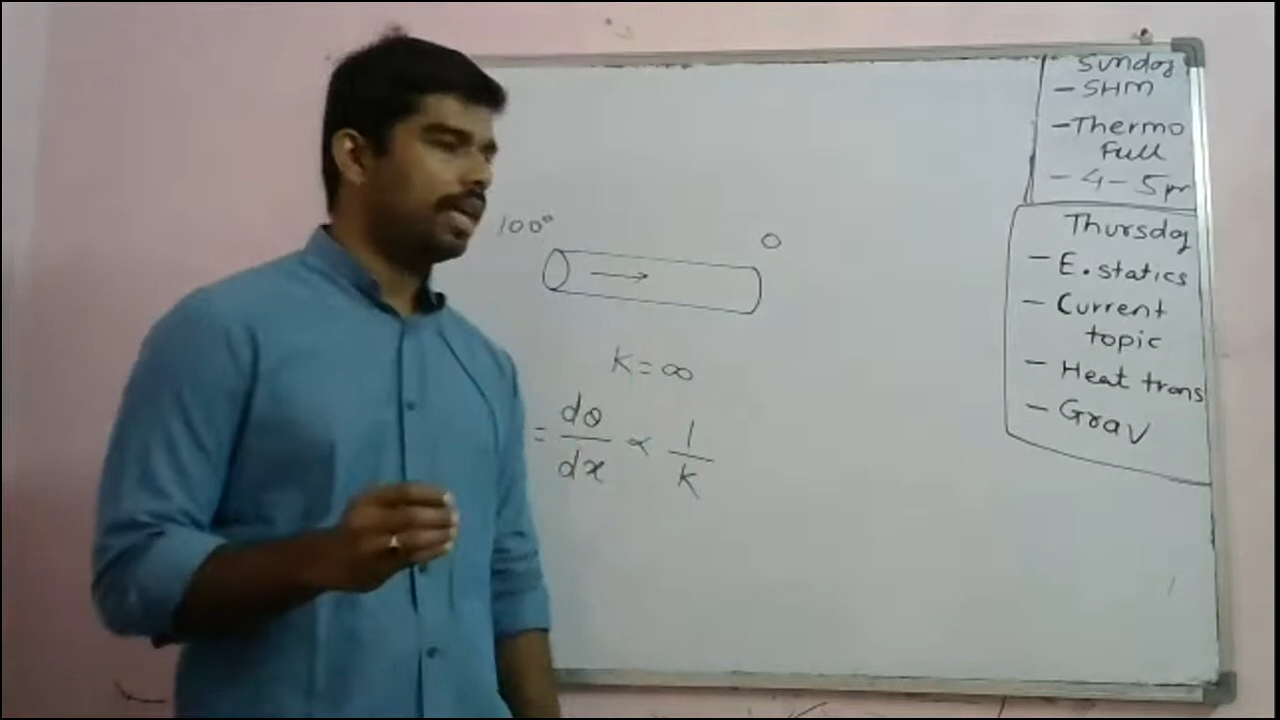 100°
0
K = ∞
= dθ/dx ∝ 1/K
Sunday
- SHM
- Thermo
Full
- 4 - 5pm
Thursday
- E.statics
- Current
topic
- Heat trans
- Grav